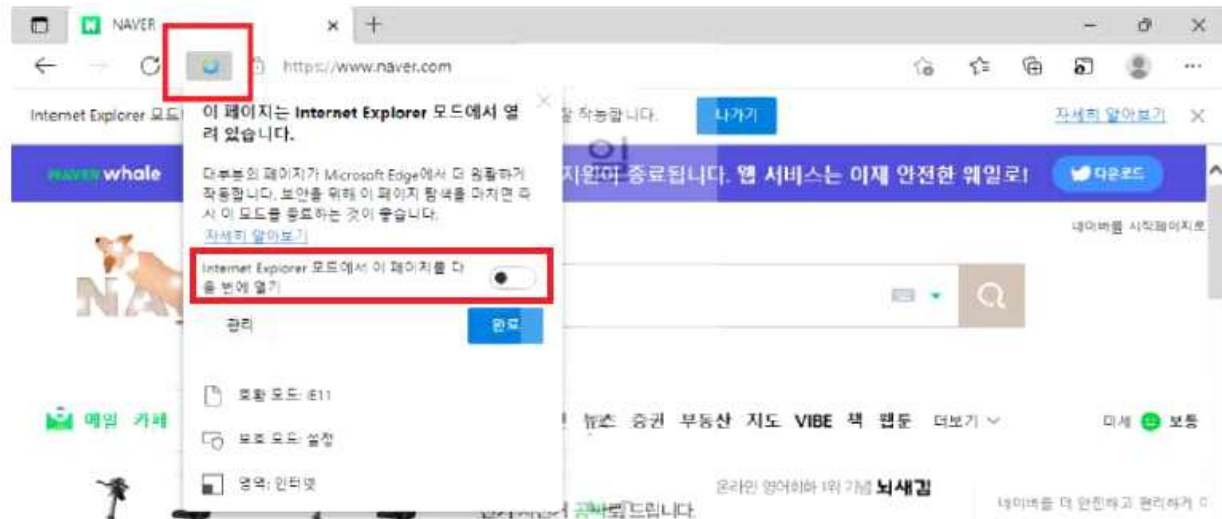 NAVER
https://www.naver.com
Internet Explorer 모드
잘 작동합니다.
나가기
자세히 알아보기
이 페이지는 Internet Explorer 모드에서 열
려 있습니다.
대부분의 페이지가 Microsoft Edge에서 더 원활하게
작동합니다. 보안을 위해 이 페이지 탐색을 마치면 즉
시 이 모드를 종료하는 것이 좋습니다.
자세히 알아보기
Internet Explorer 모드에서 이 페이지를 다
음 번에 열기
관리
완료
호환 모드: IE11
보호 모드: 설정
영역: 인터넷
NAVER whale
일
지원이 종료됩니다. 웹 서비스는 이제 안전한 웨일로!
다운로드
네이버를 시작페이지로
NA
메일 카페
뉴스 증권 부동산 지도 VIBE 책 웹툰 더보기
미세 보통
온라인 영어회화 1위 기념 뇌새김
드립니다.
네이버를 더 안전하고 편리하게 이